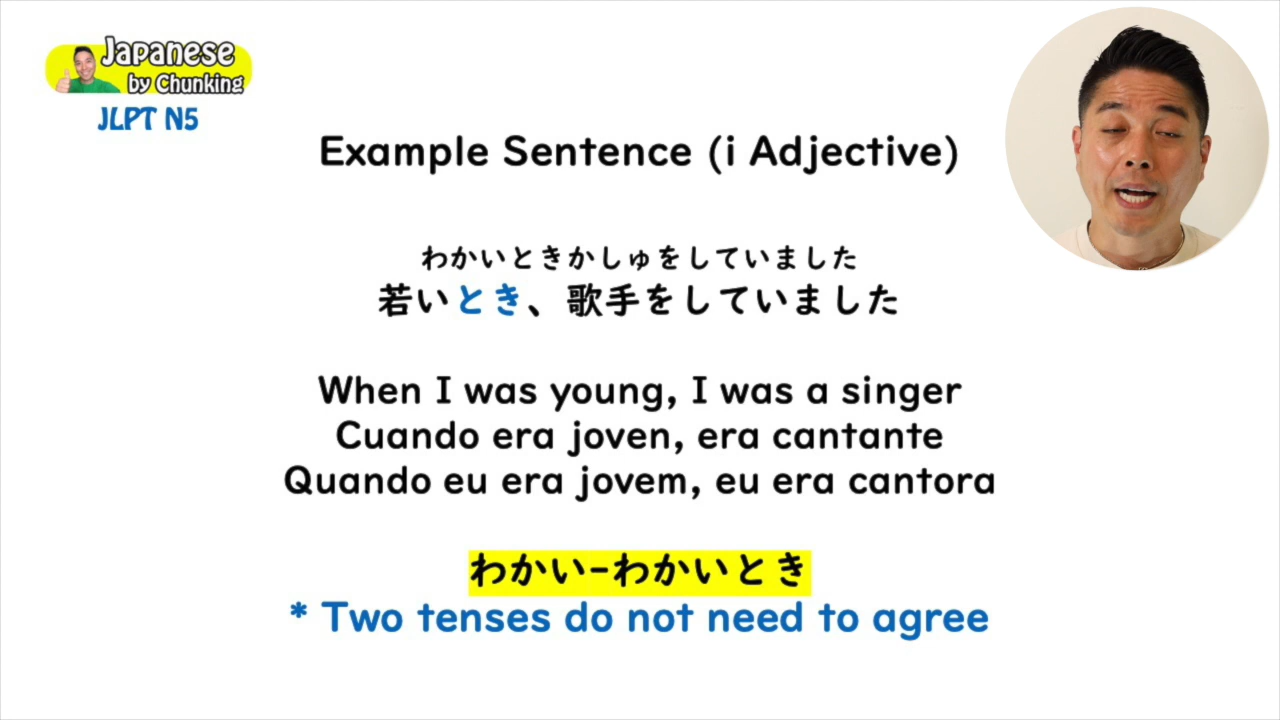 Japanese
by Chunking
JLPT N5
Example Sentence (i Adjective)
わかいときかしゅをしていました
若いとき、歌手をしていました
When I was young, I was a singer
Cuando era joven, era cantante
Quando eu era jovem, eu era cantora
わかい-わかいとき
* Two tenses do not need to agree